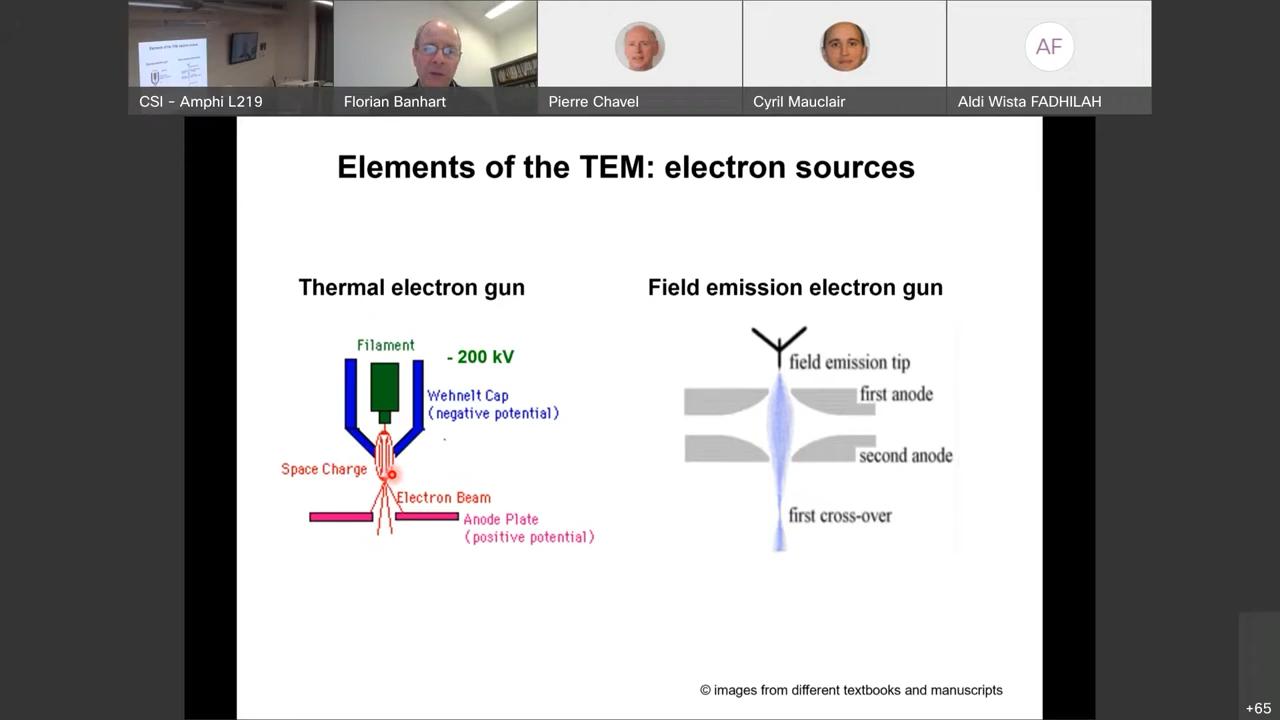 CSI - Amphi L219
Florian Banhart
Pierre Chavel
Cyril Mauclair
AF
Aldi Wista FADHILAH
Elements of the TEM: electron sources
Thermal electron gun
Field emission electron gun
Filament
- 200 kV
Wehnelt Cap
(negative potential)
Space Charge
Electron Beam
Anode Plate
(positive potential)
field emission tip
first anode
second anode
first cross-over
© images from different textbooks and manuscripts
+65